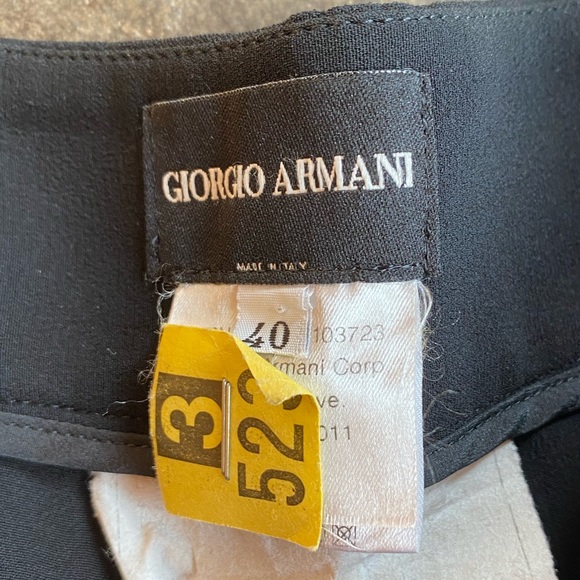 GIORGIO ARMANI
MADE IN ITALY
40
103723
Armani Corp
ve.
011
3
523